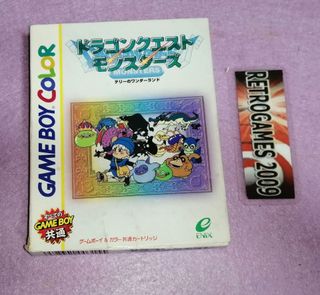 GAME BOY COLOR
ドラゴンクエスト
モンスターズ
MONSTERS
テリーのワンダーランド
GAME BOY
共通
ENIX
ゲームボーイ&カラー共通カートリッジ
RETROGAMES 2009